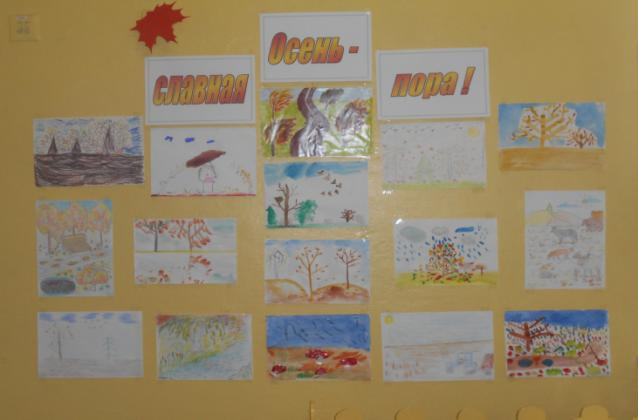 Осень -
славная
пора !